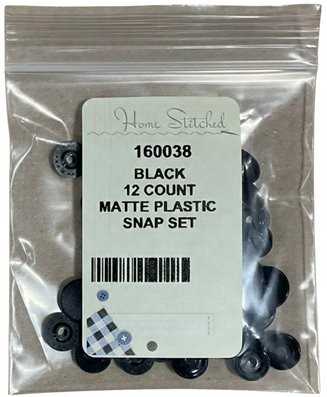 Home Stitched
160038
BLACK
12 COUNT
MATTE PLASTIC
SNAP SET